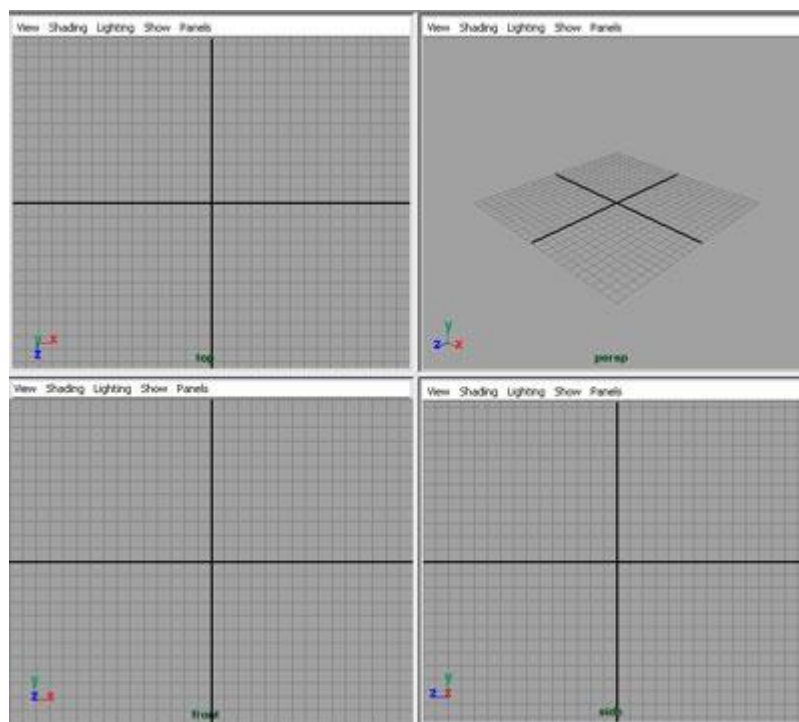 View Shading Lighting Show Panels
y x
z
top
View Shading Lighting Show Panels
y
z x
persp
View Shading Lighting Show Panels
y
z x
front
View Shading Lighting Show Panels
y
z x
side